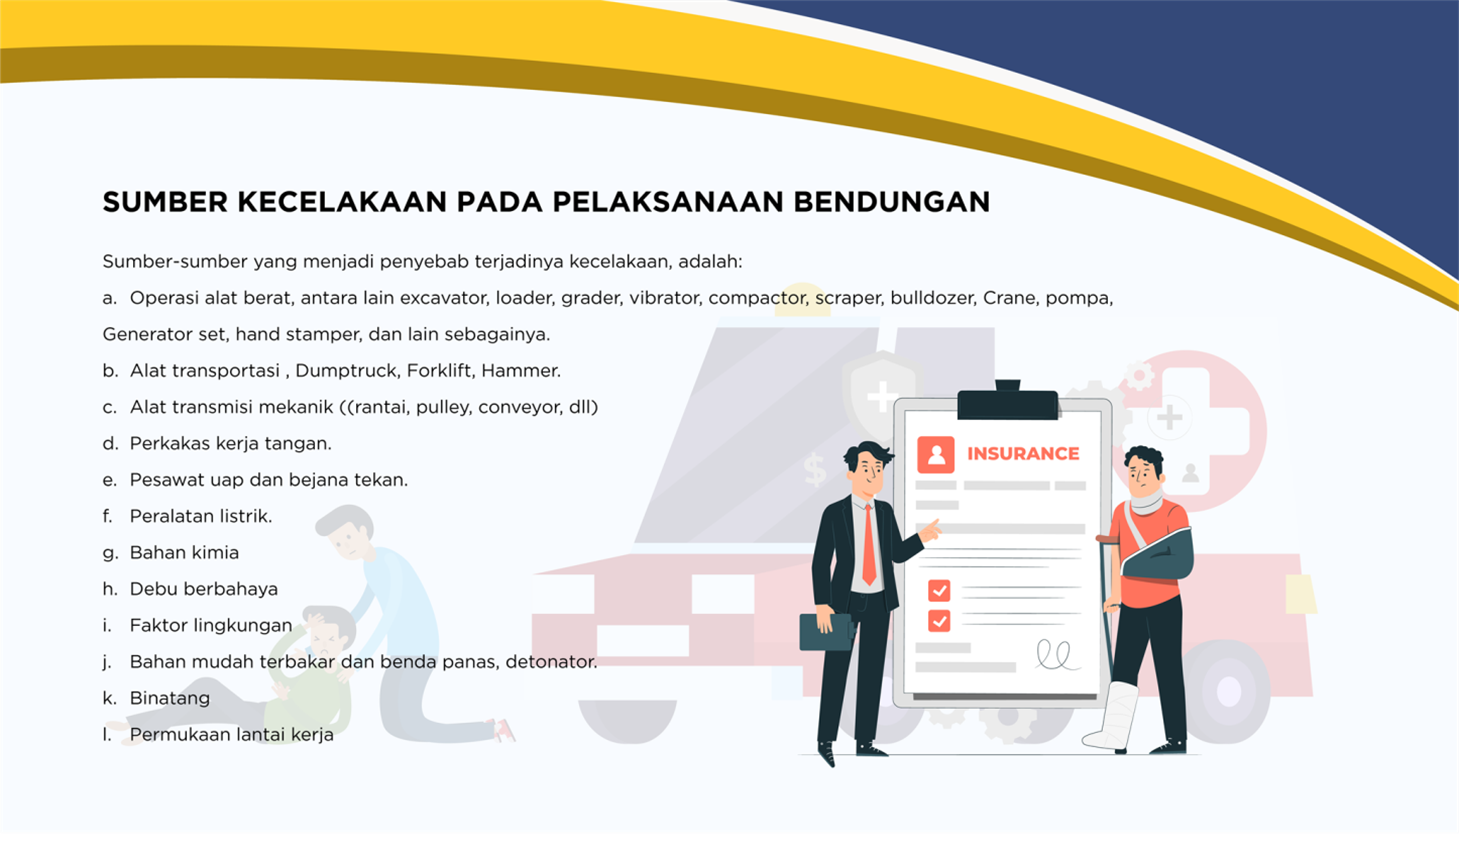 SUMBER KECELAKAAN PADA PELAKSANAAN BENDUNGAN
Sumber-sumber yang menjadi penyebab terjadinya kecelakaan, adalah:
a. Operasi alat berat, antara lain excavator, loader, grader, vibrator, compactor, scraper, bulldozer, Crane, pompa,
Generator set, hand stamper, dan lain sebagainya.
b. Alat transportasi , Dumptruck, Forklift, Hammer.
c. Alat transmisi mekanik ((rantai, pulley, conveyor, dll)
d. Perkakas kerja tangan.
e. Pesawat uap dan bejana tekan.
f. Peralatan listrik.
g. Bahan kimia
h. Debu berbahaya
i. Faktor lingkungan
j. Bahan mudah terbakar dan benda panas, detonator.
k. Binatang
l. Permukaan lantai kerja
INSURANCE
$